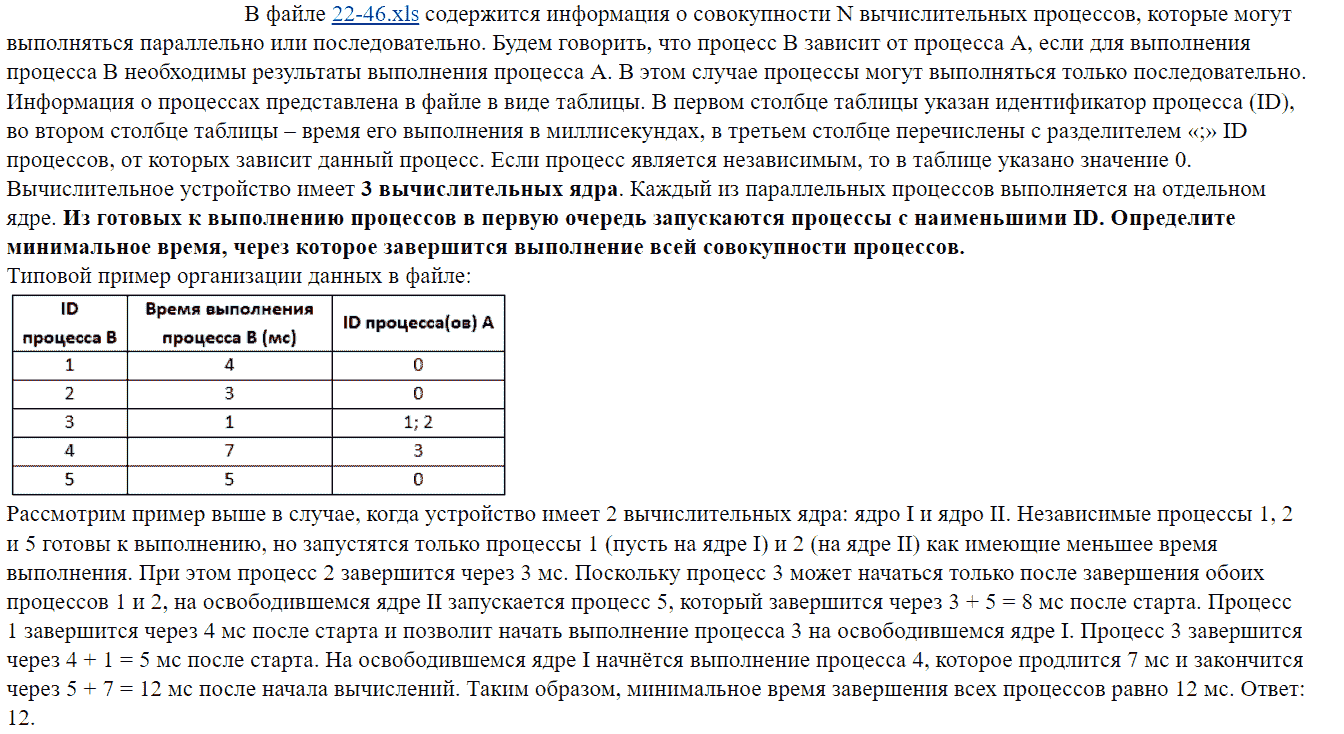 В файле 22-46.xls содержится информация о совокупности N вычислительных процессов, которые могут
выполняться параллельно или последовательно. Будем говорить, что процесс B зависит от процесса A, если для выполнения
процесса B необходимы результаты выполнения процесса A. В этом случае процессы могут выполняться только последовательно.
Информация о процессах представлена в файле в виде таблицы. В первом столбце таблицы указан идентификатор процесса (ID),
во втором столбце таблицы – время его выполнения в миллисекундах, в третьем столбце перечислены с разделителем «;» ID
процессов, от которых зависит данный процесс. Если процесс является независимым, то в таблице указано значение 0.
Вычислительное устройство имеет 3 вычислительных ядра. Каждый из параллельных процессов выполняется на отдельном
ядре. Из готовых к выполнению процессов в первую очередь запускаются процессы с наименьшими ID. Определите
минимальное время, через которое завершится выполнение всей совокупности процессов.
Типовой пример организации данных в файле:
ID процесса B | Время выполнения процесса B (мс) | ID процесса(ов) A
1 | 4 | 0
2 | 3 | 0
3 | 1 | 1; 2
4 | 7 | 3
5 | 5 | 0
Рассмотрим пример выше в случае, когда устройство имеет 2 вычислительных ядра: ядро I и ядро II. Независимые процессы 1, 2
и 5 готовы к выполнению, но запустятся только процессы 1 (пусть на ядре I) и 2 (на ядре II) как имеющие меньшее время
выполнения. При этом процесс 2 завершится через 3 мс. Поскольку процесс 3 может начаться только после завершения обоих
процессов 1 и 2, на освободившемся ядре II запускается процесс 5, который завершится через 3 + 5 = 8 мс после старта. Процесс
1 завершится через 4 мс после старта и позволит начать выполнение процесса 3 на освободившемся ядре I. Процесс 3 завершится
через 4 + 1 = 5 мс после старта. На освободившемся ядре I начнётся выполнение процесса 4, которое продлится 7 мс и закончится
через 5 + 7 = 12 мс после начала вычислений. Таким образом, минимальное время завершения всех процессов равно 12 мс. Ответ:
12.